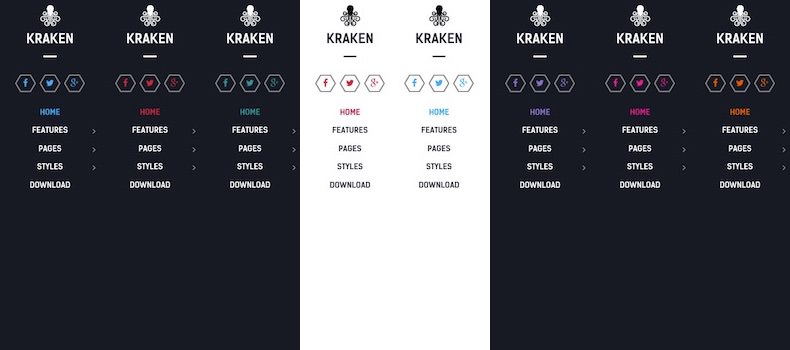 KRAKEN KRAKEN KRAKEN KRAKEN KRAKEN KRAKEN KRAKEN KRAKEN
HOME HOME HOME HOME HOME HOME HOME HOME
FEATURES FEATURES FEATURES FEATURES FEATURES FEATURES FEATURES FEATURES
PAGES PAGES PAGES PAGES PAGES PAGES PAGES PAGES
STYLES STYLES STYLES STYLES STYLES STYLES STYLES STYLES
DOWNLOAD DOWNLOAD DOWNLOAD DOWNLOAD DOWNLOAD DOWNLOAD DOWNLOAD DOWNLOAD